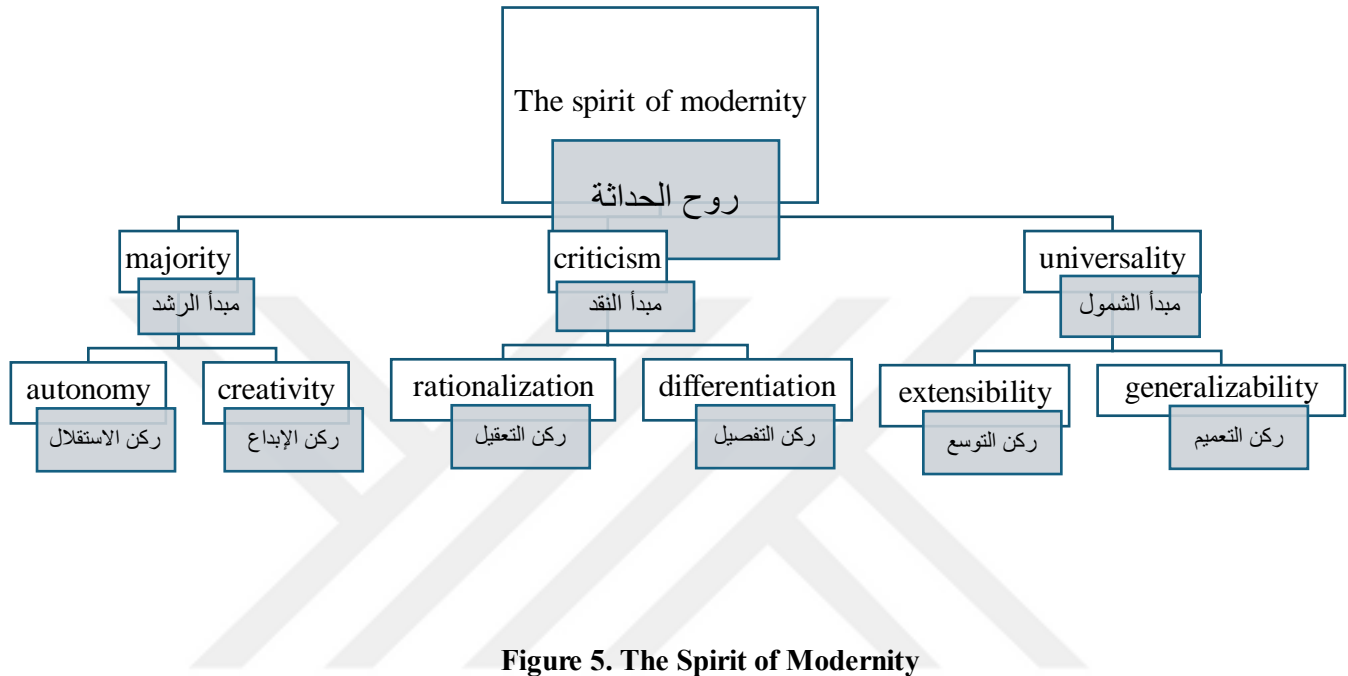 The spirit of modernity
روح الحداثة
majority
مبدأ الرشد
criticism
مبدأ النقد
universality
مبدأ الشمول
autonomy
ركن الاستقلال
creativity
ركن الإبداع
rationalization
ركن التعقيل
differentiation
ركن التفصيل
extensibility
ركن التوسع
generalizability
ركن التعميم
Figure 5. The Spirit of Modernity